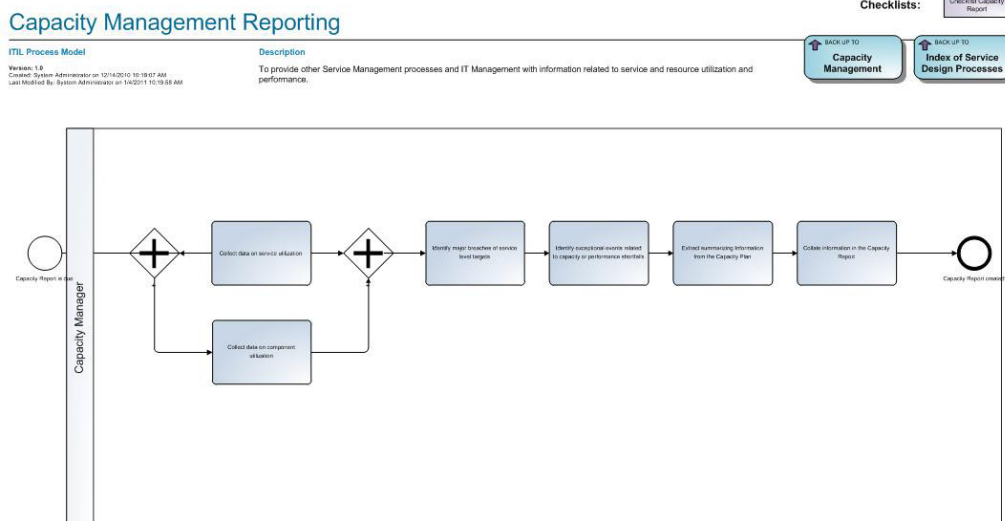 Checklists:
Checklist Capacity
Report
Capacity Management Reporting
ITIL Process Model
Version: 1.0
Created: System Administrator on 12/14/2010 10:19:07 AM
Last Modified By: System Administrator on 1/4/2011 10:19:58 AM
Description
To provide other Service Management processes and IT Management with information related to service and resource utilization and
performance.
BACK UP TO
Capacity
Management
BACK UP TO
Index of Service
Design Processes
Capacity Manager
Capacity Report is due
Collect data on service utilization
Collect data on component
utilization
Identify major breaches of service
level targets
Identify exceptional events related
to capacity or performance shortfalls
Extract summarizing Information
from the Capacity Plan
Collate information in the Capacity
Report
Capacity Report created